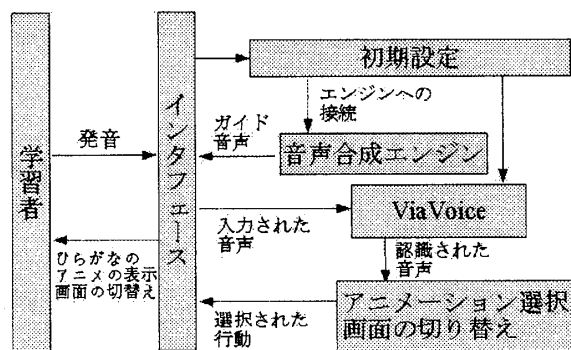 初期設定
エンジンへの
接続
ガイド
音声
音声合成エンジン
学習者
発音
インタフェース
ViaVoice
入力された
音声
認識された
音声
ひらがなの
アニメの表示
画面の切替え
選択された
行動
アニメーション選択
画面の切り替え